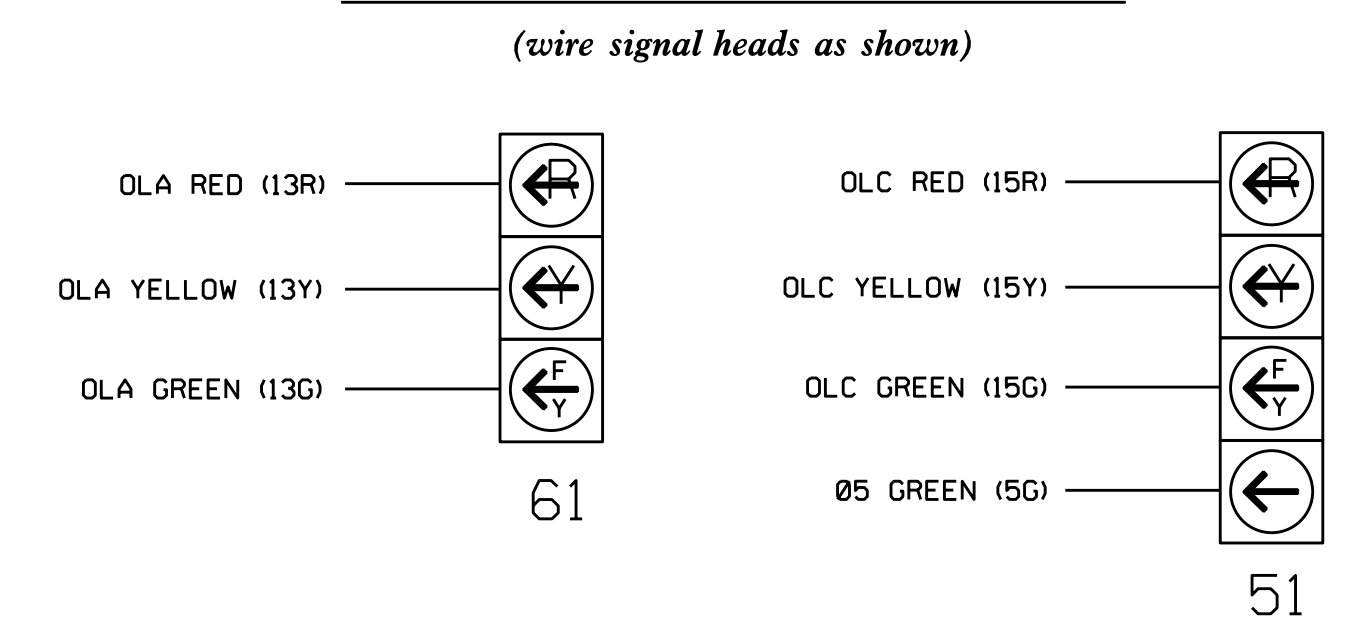 (wire signal heads as shown)
OLA RED (13R)
R
OLA YELLOW (13Y)
Y
OLA GREEN (13G)
F
Y
61
OLC RED (15R)
R
OLC YELLOW (15Y)
Y
OLC GREEN (15G)
F
Y
Ø5 GREEN (5G)
51